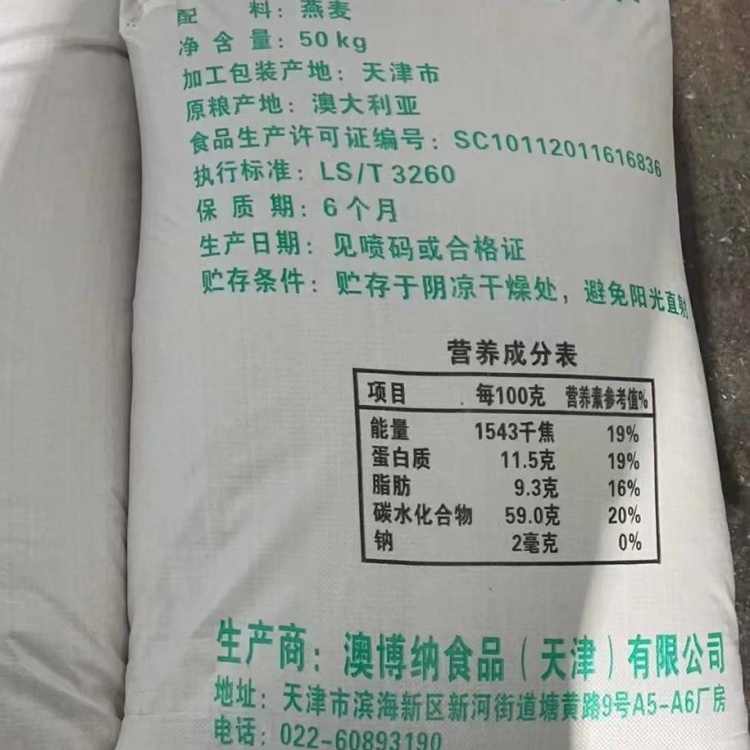 配 料：燕麦
净 含 量：50kg
加工包装产地：天津市
原粮产地：澳大利亚
食品生产许可证编号：SC10112011616836
执行标准：LS/T 3260
保 质 期：6个月
生产日期：见喷码或合格证
贮存条件：贮存于阴凉干燥处，避免阳光直射
营养成分表
项目 每100克 营养素参考值%
能量 1543千焦 19%
蛋白质 11.5克 19%
脂肪 9.3克 16%
碳水化合物 59.0克 20%
钠 2毫克 0%
生产商：澳博纳食品（天津）有限公司
地址：天津市滨海新区新河街道塘黄路9号A5-A6厂房
电话：022-60893190